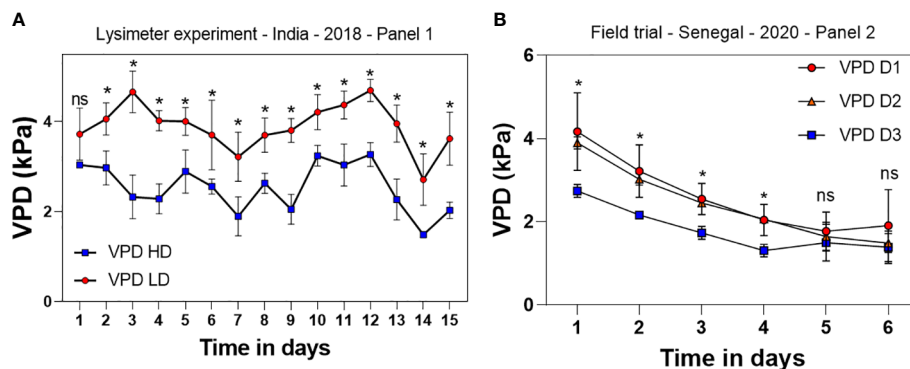 A
Lysimeter experiment - India - 2018 - Panel 1
VPD (kPa)
4
2
0
ns
*
*
*
*
*
*
*
*
*
*
*
*
*
*
VPD HD
VPD LD
1 2 3 4 5 6 7 8 9 10 11 12 13 14 15
Time in days
B
Field trial - Senegal - 2020 - Panel 2
VPD (kPa)
6
4
2
0
VPD D1
VPD D2
VPD D3
*
*
*
*
ns
ns
1 2 3 4 5 6
Time in days